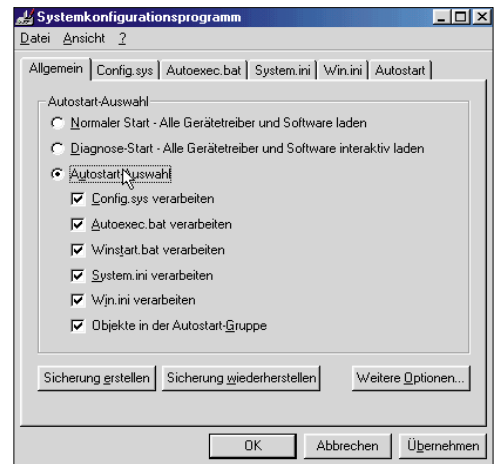 Systemkonfigurationsprogramm
Datei Ansicht ?
Allgemein Config.sys Autoexec.bat System.ini Win.ini Autostart
Autostart-Auswahl
Normaler Start - Alle Gerätetreiber und Software laden
Diagnose-Start - Alle Gerätetreiber und Software interaktiv laden
Autostart-Auswahl
Config.sys verarbeiten
Autoexec.bat verarbeiten
Winstart.bat verarbeiten
System.ini verarbeiten
Win.ini verarbeiten
Objekte in der Autostart-Gruppe
Sicherung erstellen Sicherung wiederherstellen Weitere Optionen...
OK Abbrechen Übernehmen